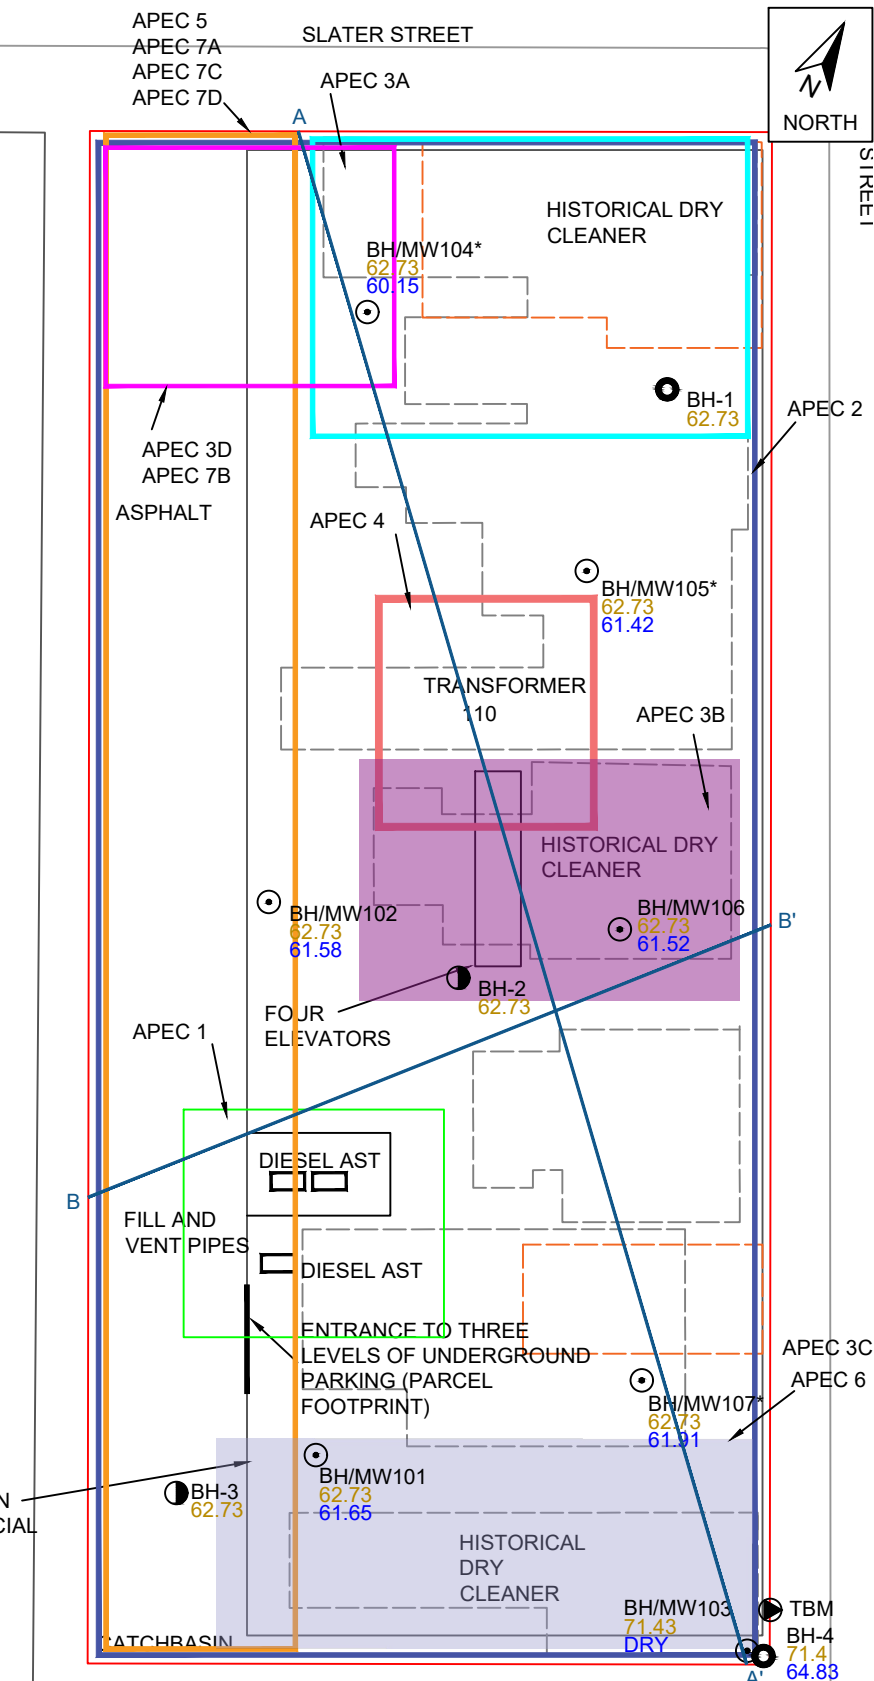 APEC 5
APEC 7A
APEC 7C
APEC 7D
SLATER STREET
APEC 3A
N
NORTH
STREET
A
HISTORICAL DRY
CLEANER
BH/MW104*
62.73
60.15
BH-1
62.73
APEC 2
APEC 3D
APEC 7B
ASPHALT
APEC 4
BH/MW105*
62.73
61.42
TRANSFORMER
110
APEC 3B
HISTORICAL DRY
CLEANER
BH/MW102
62.73
61.58
BH/MW106
62.73
61.52
B'
BH-2
62.73
FOUR
ELEVATORS
APEC 1
DIESEL AST
B
FILL AND
VENT PIPES
DIESEL AST
ENTRANCE TO THREE
LEVELS OF UNDERGROUND
PARKING (PARCEL
FOOTPRINT)
APEC 3C
APEC 6
BH/MW107*
62.73
61.91
BH/MW101
62.73
61.65
BH-3
62.73
N
CIAL
HISTORICAL
DRY
CLEANER
BH/MW103
71.43
DRY
TBM
BH-4
71.4
64.83
CATCHBASIN
A'